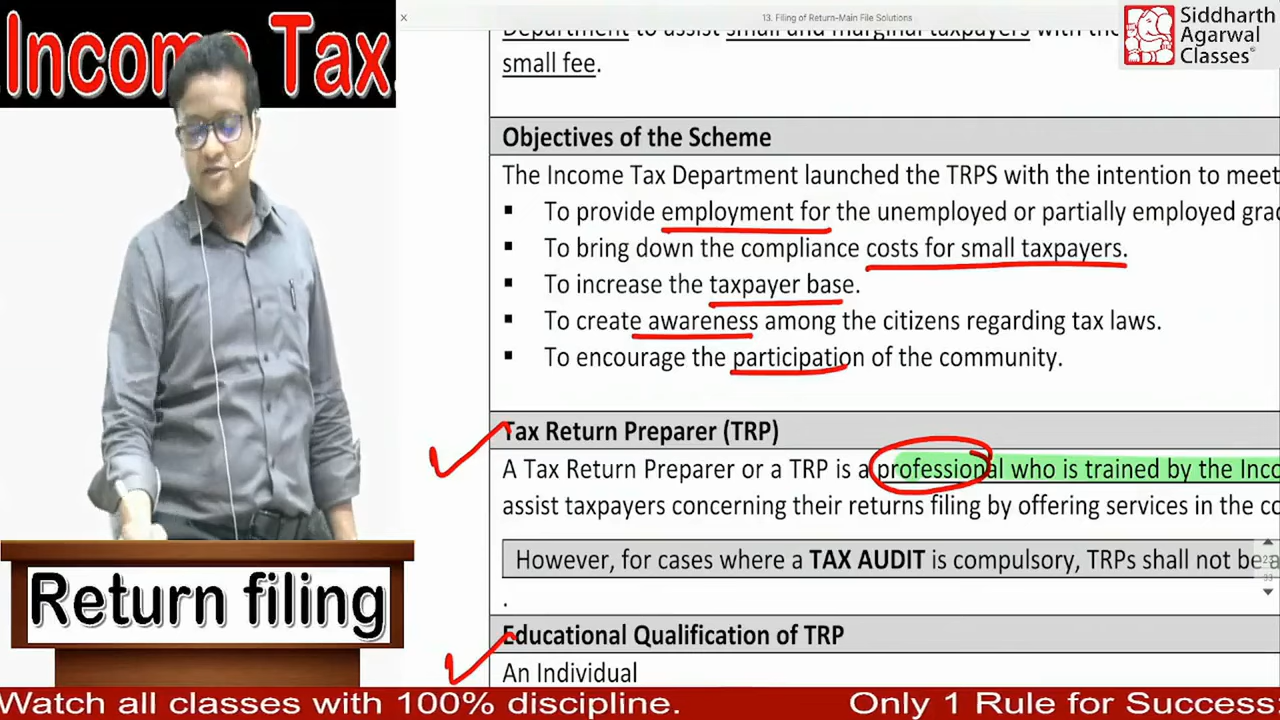 Income Tax.
13. Filing of Return-Main File Solutions
Siddharth
Agarwal
Classes
Department to assist small and marginal taxpayers with the
small fee.
Objectives of the Scheme
The Income Tax Department launched the TRPS with the intention to meet
▪ To provide employment for the unemployed or partially employed grad
▪ To bring down the compliance costs for small taxpayers.
▪ To increase the taxpayer base.
▪ To create awareness among the citizens regarding tax laws.
▪ To encourage the participation of the community.
Tax Return Preparer (TRP)
A Tax Return Preparer or a TRP is a professional who is trained by the Inco
assist taxpayers concerning their returns filing by offering services in the co
However, for cases where a TAX AUDIT is compulsory, TRPs shall not be a
.
Educational Qualification of TRP
An Individual
Return filing
Watch all classes with 100% discipline. Only 1 Rule for Success: